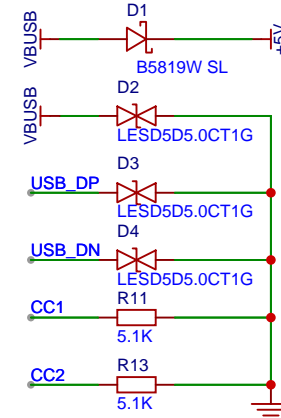 D1
VBUSB
+5V
B5819W SL
D2
VBUSB
LESD5D5.0CT1G
D3
USB_DP
LESD5D5.0CT1G
D4
USB_DN
LESD5D5.0CT1G
R11
CC1
5.1K
R13
CC2
5.1K